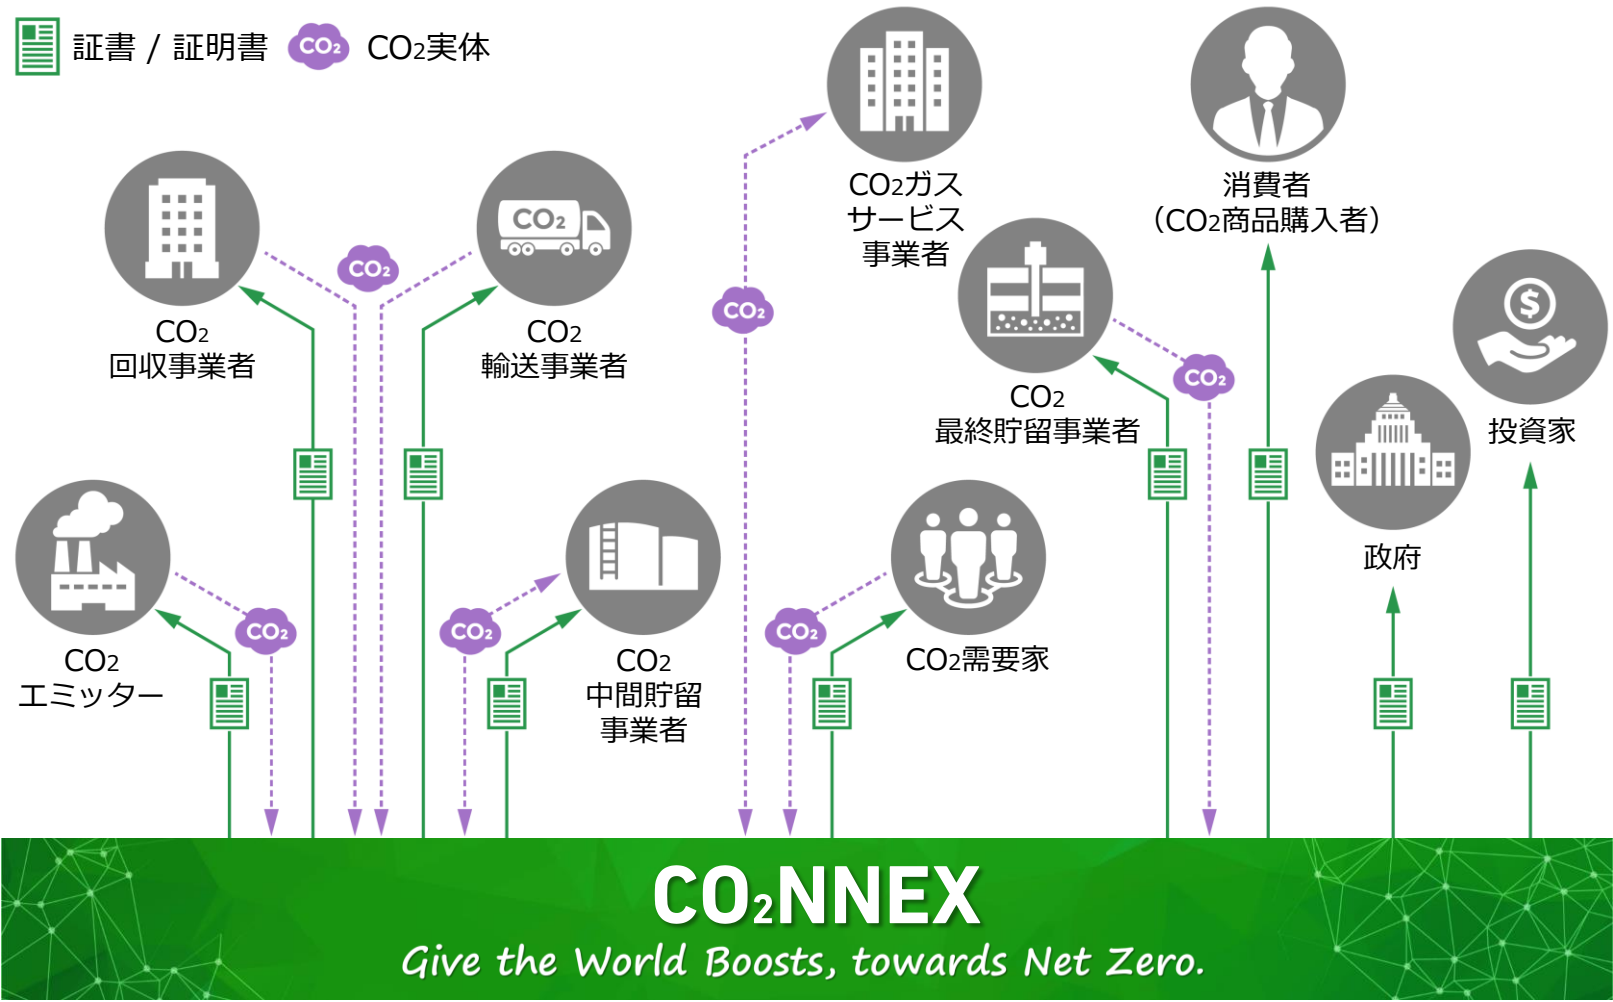 証書 / 証明書
CO2
CO2実体
CO2ガス
サービス
事業者
消費者
（CO2商品購入者）
CO2
CO2
CO2
回収事業者
CO2
輸送事業者
CO2
CO2
CO2
最終貯留事業者
投資家
政府
CO2
CO2
エミッター
CO2
CO2
中間貯留
事業者
CO2
CO2需要家
CO2NNEX
Give the World Boosts, towards Net Zero.